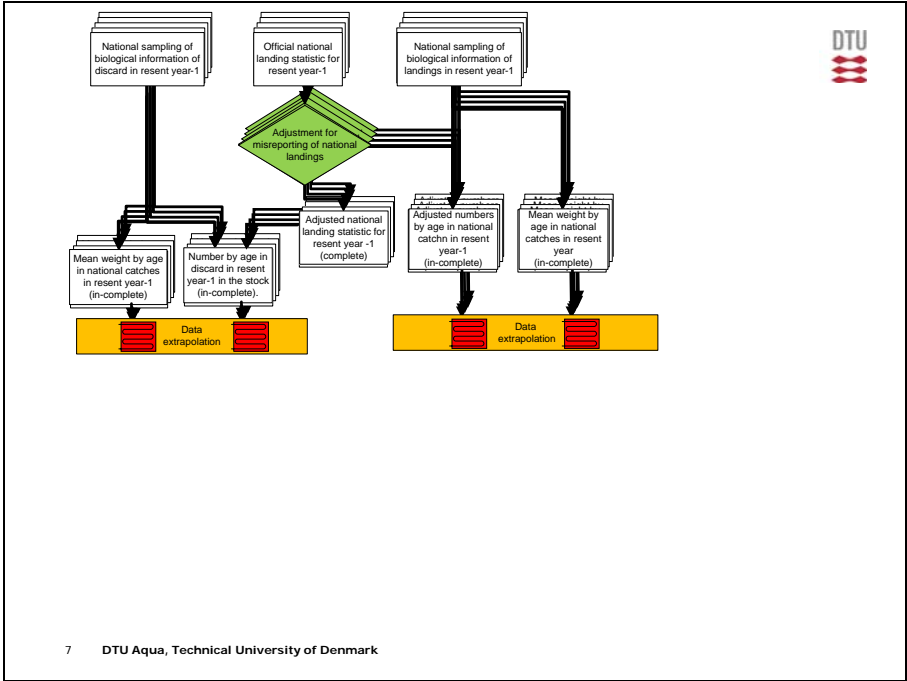 National sampling of
biological information of
discard in resent year-1
Official national
landing statistic for
resent year-1
National sampling of
biological information of
landings in resent year-1
DTU
Adjustment for
misreporting of national
landings
Mean weight by age
in national catches
in resent year-1
(in-complete)
Number by age in
discard in resent
year-1 in the stock
(in-complete).
Adjusted national
landing statistic for
resent year -1
(complete)
Adjusted numbers
by age in national
catchn in resent
year-1
(in-complete)
Mean weight by
age in national
catches in resent
year
(in-complete)
Data
extrapolation
Data
extrapolation
7 DTU Aqua, Technical University of Denmark